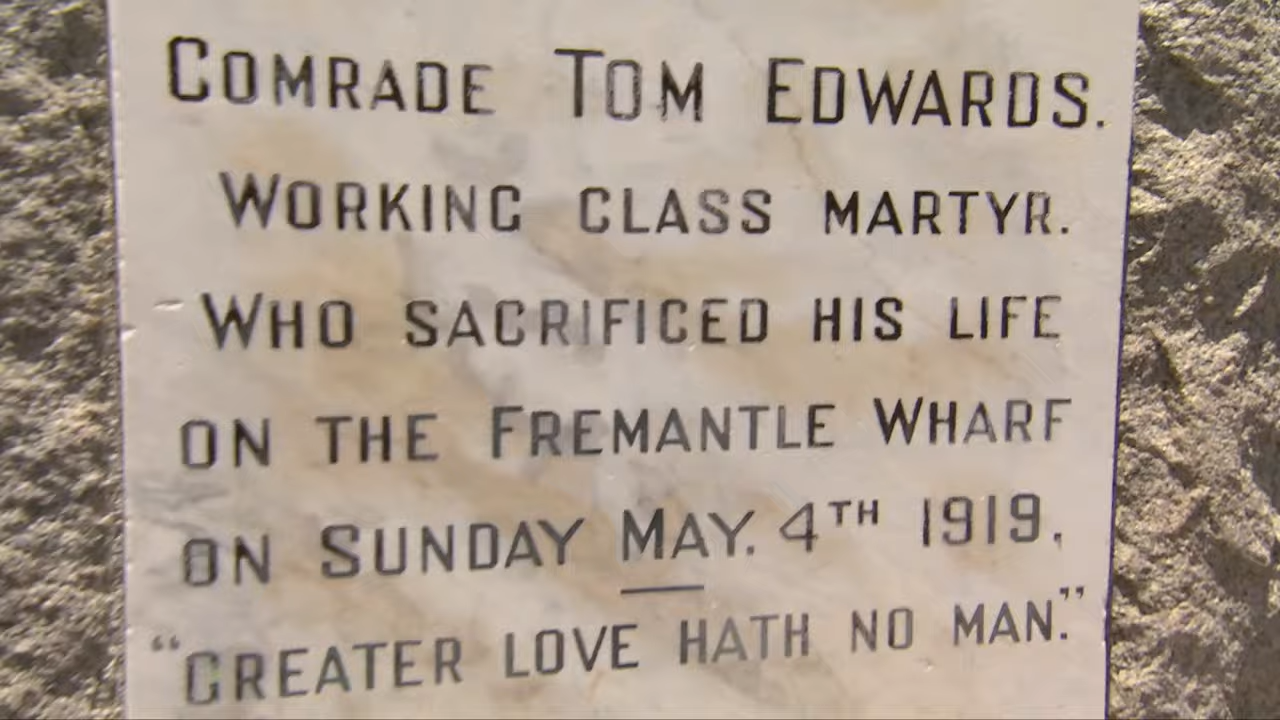 COMRADE TOM EDWARDS.
WORKING CLASS MARTYR.
WHO SACRIFICED HIS LIFE
ON THE FREMANTLE WHARF
ON SUNDAY MAY. 4TH 1919.
"GREATER LOVE HATH NO MAN."